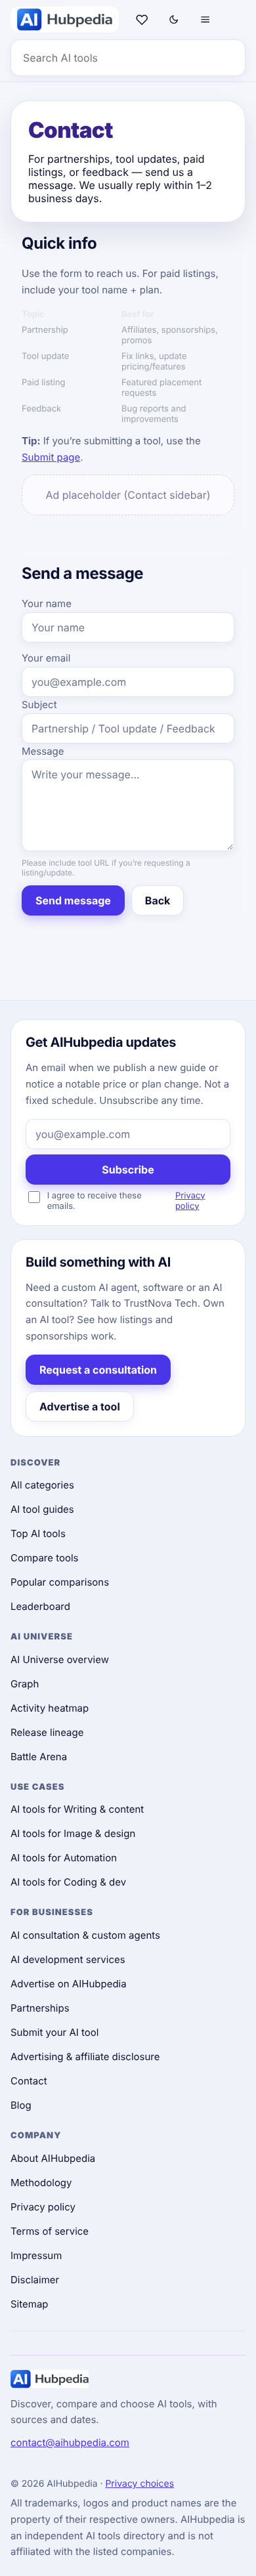 AI Hubpedia
Search AI tools
Contact
For partnerships, tool updates, paid
listings, or feedback — send us a
message. We usually reply within 1–2
business days.
Quick info
Use the form to reach us. For paid listings,
include your tool name + plan.
Topic Best for
Partnership Affiliates, sponsorships,
promos
Tool update Fix links, update
pricing/features
Paid listing Featured placement
requests
Feedback Bug reports and
improvements
Tip: If you’re submitting a tool, use the
Submit page.
Ad placeholder (Contact sidebar)
Send a message
Your name
Your name
Your email
you@example.com
Subject
Partnership / Tool update / Feedback
Message
Write your message...
Please include tool URL if you’re requesting a
listing/update.
Send message Back
Get AIHubpedia updates
An email when we publish a new guide or
notice a notable price or plan change. Not a
fixed schedule. Unsubscribe any time.
you@example.com
Subscribe
I agree to receive these Privacy
emails. policy
Build something with AI
Need a custom AI agent, software or an AI
consultation? Talk to TrustNova Tech. Own
an AI tool? See how listings and
sponsorships work.
Request a consultation
Advertise a tool
DISCOVER
All categories
AI tool guides
Top AI tools
Compare tools
Popular comparisons
Leaderboard
AI UNIVERSE
AI Universe overview
Graph
Activity heatmap
Release lineage
Battle Arena
USE CASES
AI tools for Writing & content
AI tools for Image & design
AI tools for Automation
AI tools for Coding & dev
FOR BUSINESSES
AI consultation & custom agents
AI development services
Advertise on AIHubpedia
Partnerships
Submit your AI tool
Advertising & affiliate disclosure
Contact
Blog
COMPANY
About AIHubpedia
Methodology
Privacy policy
Terms of service
Impressum
Disclaimer
Sitemap
AI Hubpedia
Discover, compare and choose AI tools, with
sources and dates.
contact@aihubpedia.com
© 2026 AIHubpedia · Privacy choices
All trademarks, logos and product names are the
property of their respective owners. AIHubpedia is
an independent AI tools directory and is not
affiliated with the listed companies.